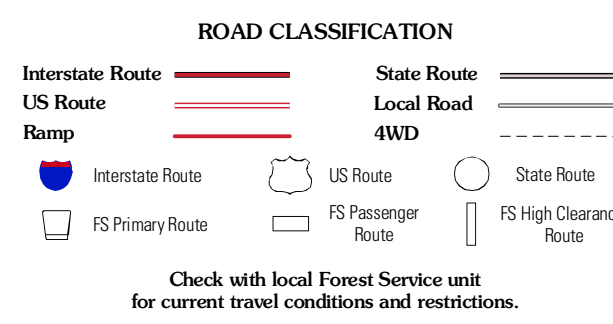 ROAD CLASSIFICATION
Interstate Route
State Route
US Route
Local Road
Ramp
4WD
Interstate Route
US Route
State Route
FS Primary Route
FS Passenger
Route
FS High Clearanc
Route
Check with local Forest Service unit
for current travel conditions and restrictions.